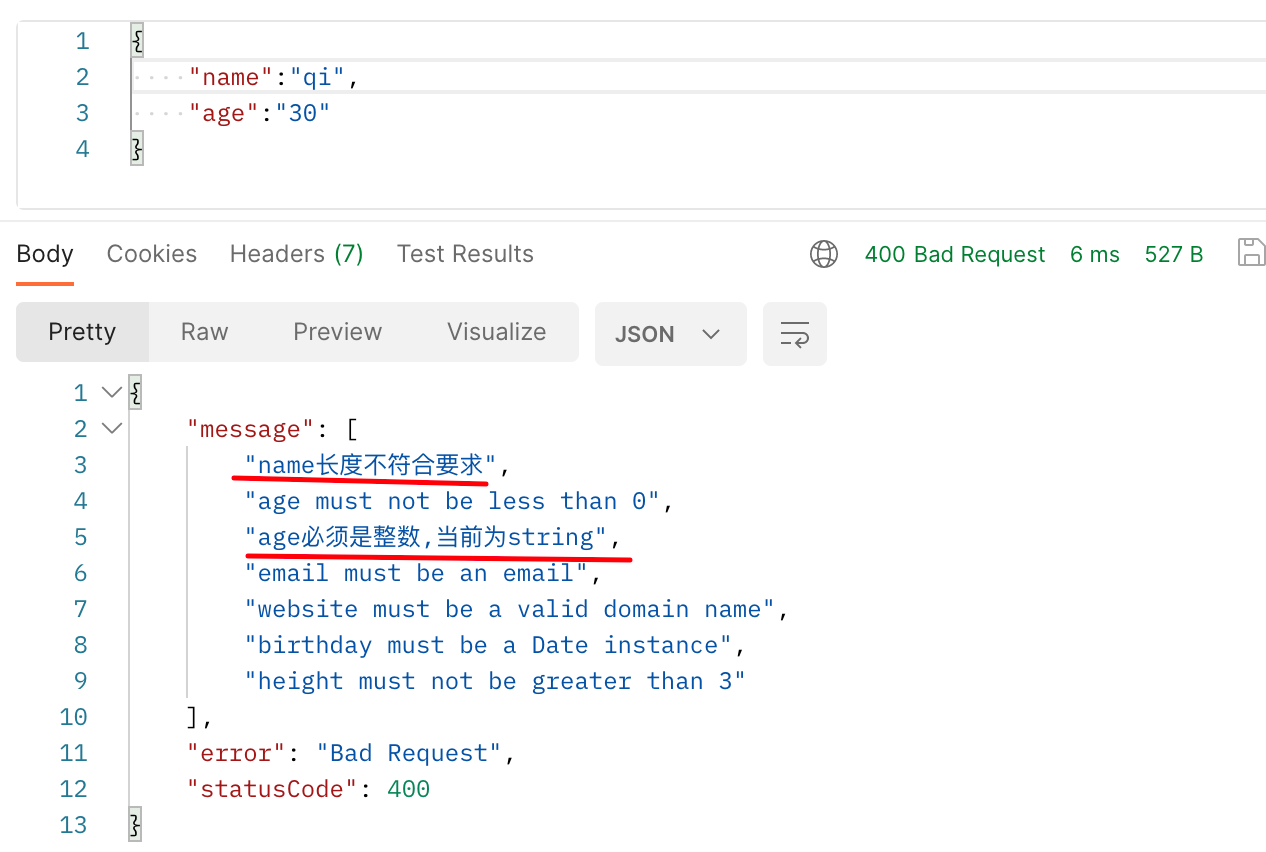 1 {
2 "name":"qi",
3 "age":"30"
4 }
Body Cookies Headers (7) Test Results 400 Bad Request 6 ms 527 B
Pretty Raw Preview Visualize JSON
1 {
2 "message": [
3 "name长度不符合要求",
4 "age must not be less than 0",
5 "age必须是整数,当前为string",
6 "email must be an email",
7 "website must be a valid domain name",
8 "birthday must be a Date instance",
9 "height must not be greater than 3"
10 ],
11 "error": "Bad Request",
12 "statusCode": 400
13 }